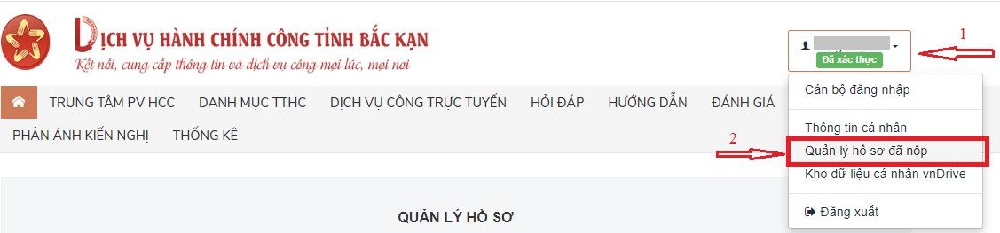 DỊCH VỤ HÀNH CHÍNH CÔNG TỈNH BẮC KẠN
Kết nối, cung cấp thông tin và dịch vụ công mọi lúc, mọi nơi
1
Đã xác thực
Cán bộ đăng nhập
TRUNG TÂM PV HCC DANH MỤC TTHC DỊCH VỤ CÔNG TRỰC TUYẾN HỎI ĐÁP HƯỚNG DẪN ĐÁNH GIÁ
Thông tin cá nhân
PHẢN ÁNH KIẾN NGHỊ THỐNG KÊ
2
Quản lý hồ sơ đã nộp
Kho dữ liệu cá nhân vnDrive
Đăng xuất
QUẢN LÝ HỒ SƠ